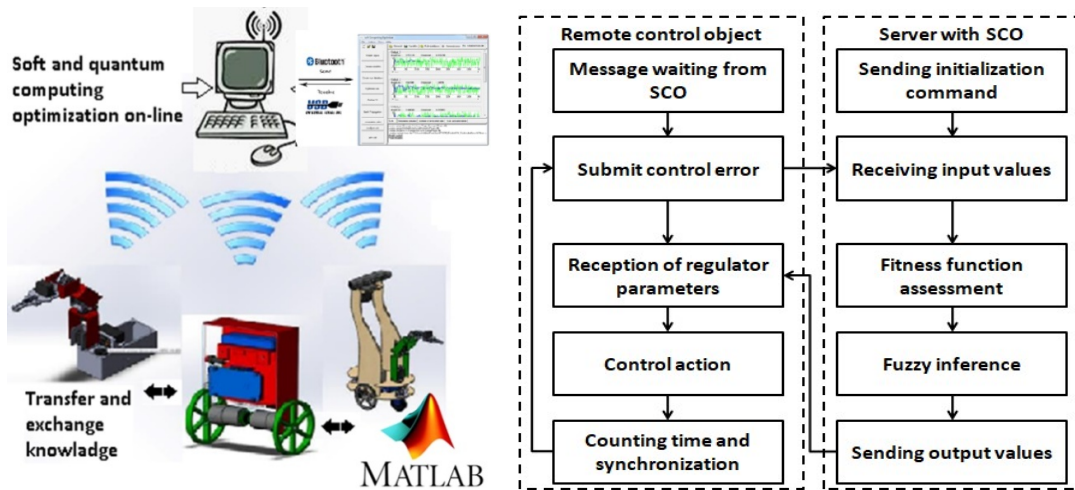 Soft and quantum
computing
optimization on-line
Bluetooth
USB
Transfer and
exchange
knowladge
MATLAB
Remote control object
Message waiting from
SCO
Submit control error
Reception of regulator
parameters
Control action
Counting time and
synchronization
Server with SCO
Sending initialization
command
Receiving input values
Fitness function
assessment
Fuzzy inference
Sending output values